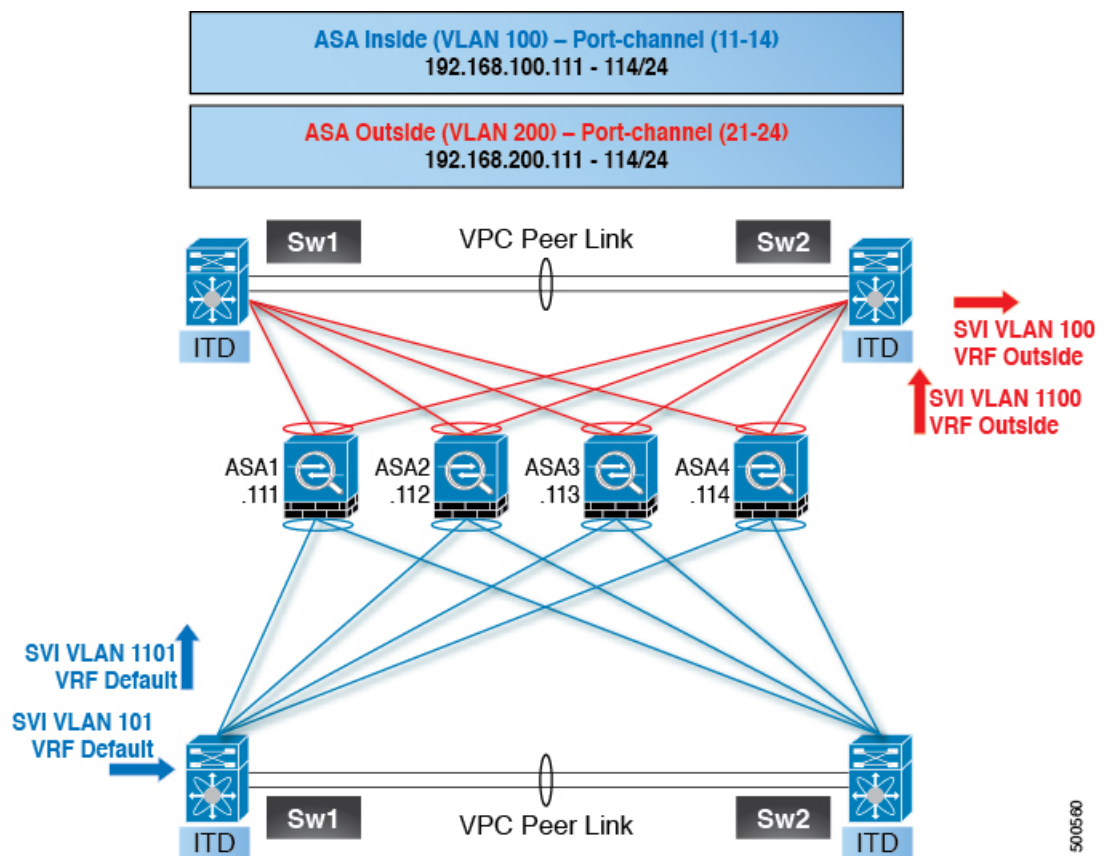 ASA Inside (VLAN 100) – Port-channel (11-14)
192.168.100.111 - 114/24
ASA Outside (VLAN 200) – Port-channel (21-24)
192.168.200.111 - 114/24
Sw1
VPC Peer Link
Sw2
ITD
ITD
SVI VLAN 100
VRF Outside
SVI VLAN 1100
VRF Outside
ASA1
.111
ASA2
.112
ASA3
.113
ASA4
.114
SVI VLAN 1101
VRF Default
SVI VLAN 101
VRF Default
Sw1
VPC Peer Link
Sw2
ITD
ITD
500560